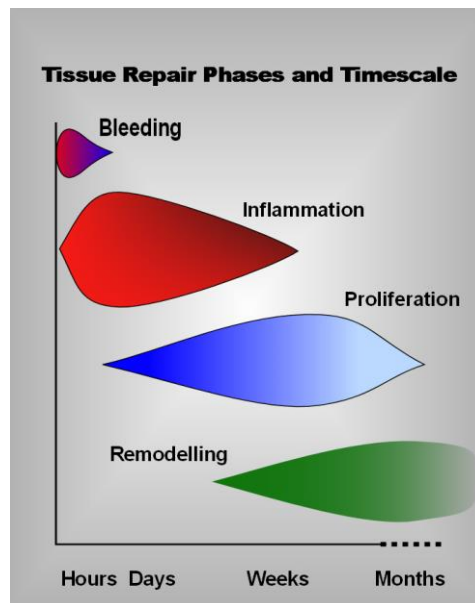 Tissue Repair Phases and Timescale
Bleeding
Inflammation
Proliferation
Remodelling
Hours Days Weeks Months